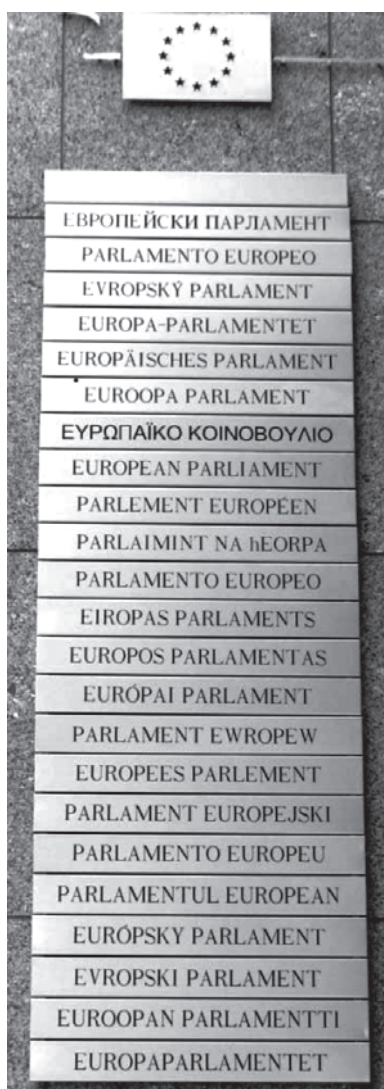 ЕВРОПЕЙСКИ ПАРЛАМЕНТ
PARLAMENTO EUROPEO
EVROPSKÝ PARLAMENT
EUROPA-PARLAMENTET
EUROPÄISCHES PARLAMENT
EUROOPA PARLAMENT
ΕΥΡΩΠΑΪΚΟ ΚΟΙΝΟΒΟΥΛΙΟ
EUROPEAN PARLIAMENT
PARLEMENT EUROPÉEN
PARLAIMINT NA hEORPA
PARLAMENTO EUROPEO
EIROPAS PARLAMENTS
EUROPOS PARLAMENTAS
EURÓPAI PARLAMENT
PARLAMENT EWROPEW
EUROPEES PARLEMENT
PARLAMENT EUROPEJSKI
PARLAMENTO EUROPEU
PARLAMENTUL EUROPEAN
EURÓPSKY PARLAMENT
EVROPSKI PARLAMENT
EUROOPAN PARLAMENTTI
EUROPAPARLAMENTET